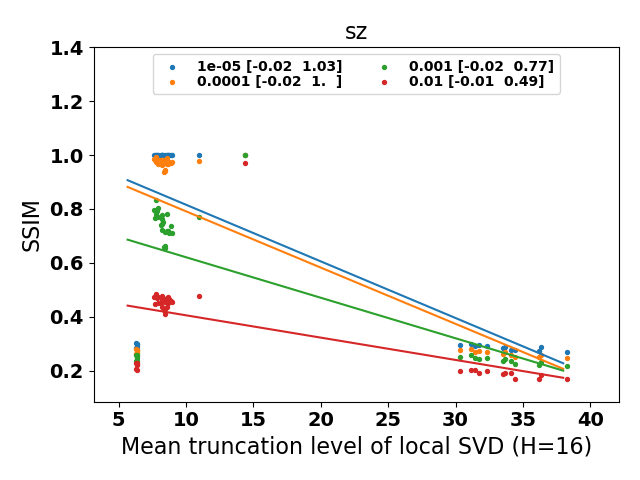 sz
1e-05 [-0.02  1.03]
0.0001 [-0.02  1.  ]
0.001 [-0.02  0.77]
0.01 [-0.01  0.49]
1.4
1.2
1.0
0.8
0.6
0.4
0.2
SSIM
5 10 15 20 25 30 35 40
Mean truncation level of local SVD (H=16)